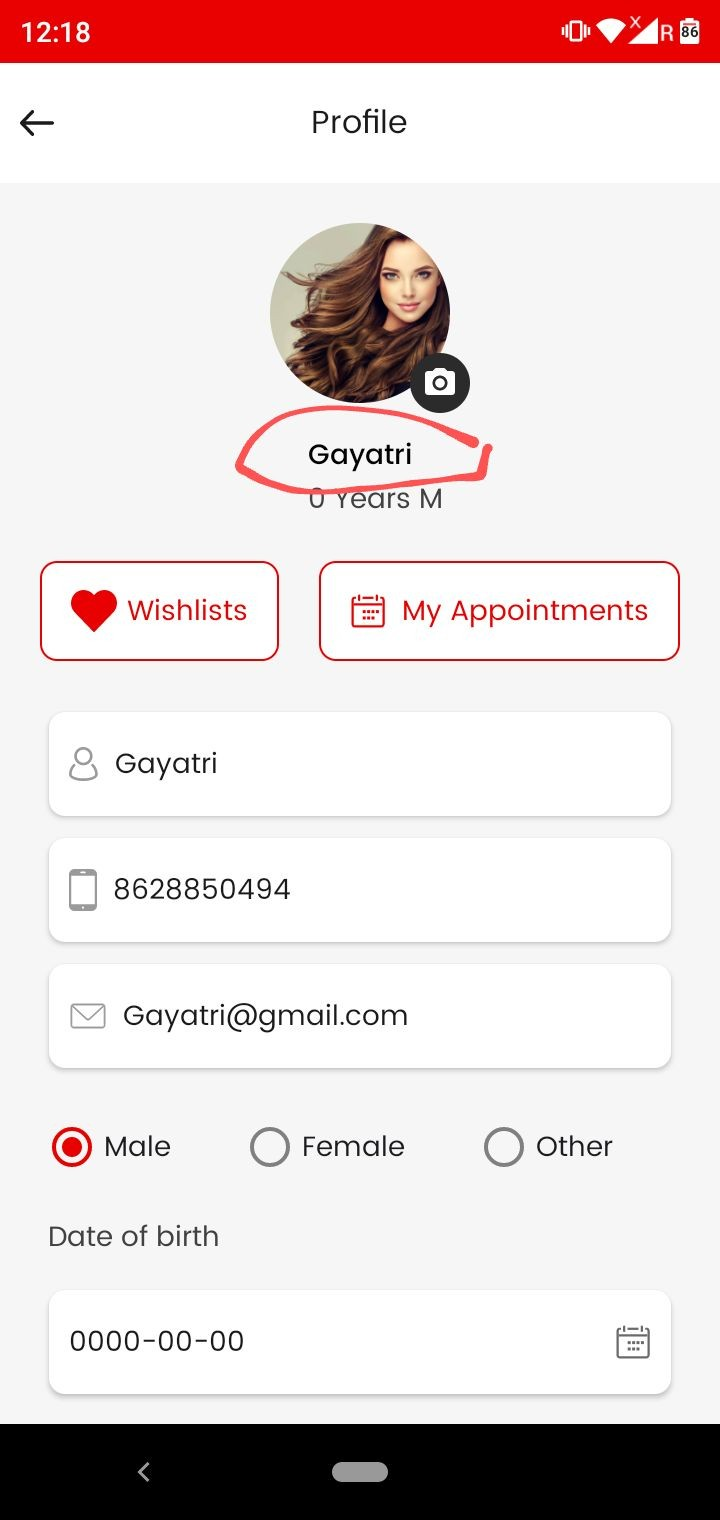 12:18
X
R 86
Profile
Gayatri
0 Years M
Wishlists
My Appointments
Gayatri
8628850494
Gayatri@gmail.com
Male
Female
Other
Date of birth
0000-00-00